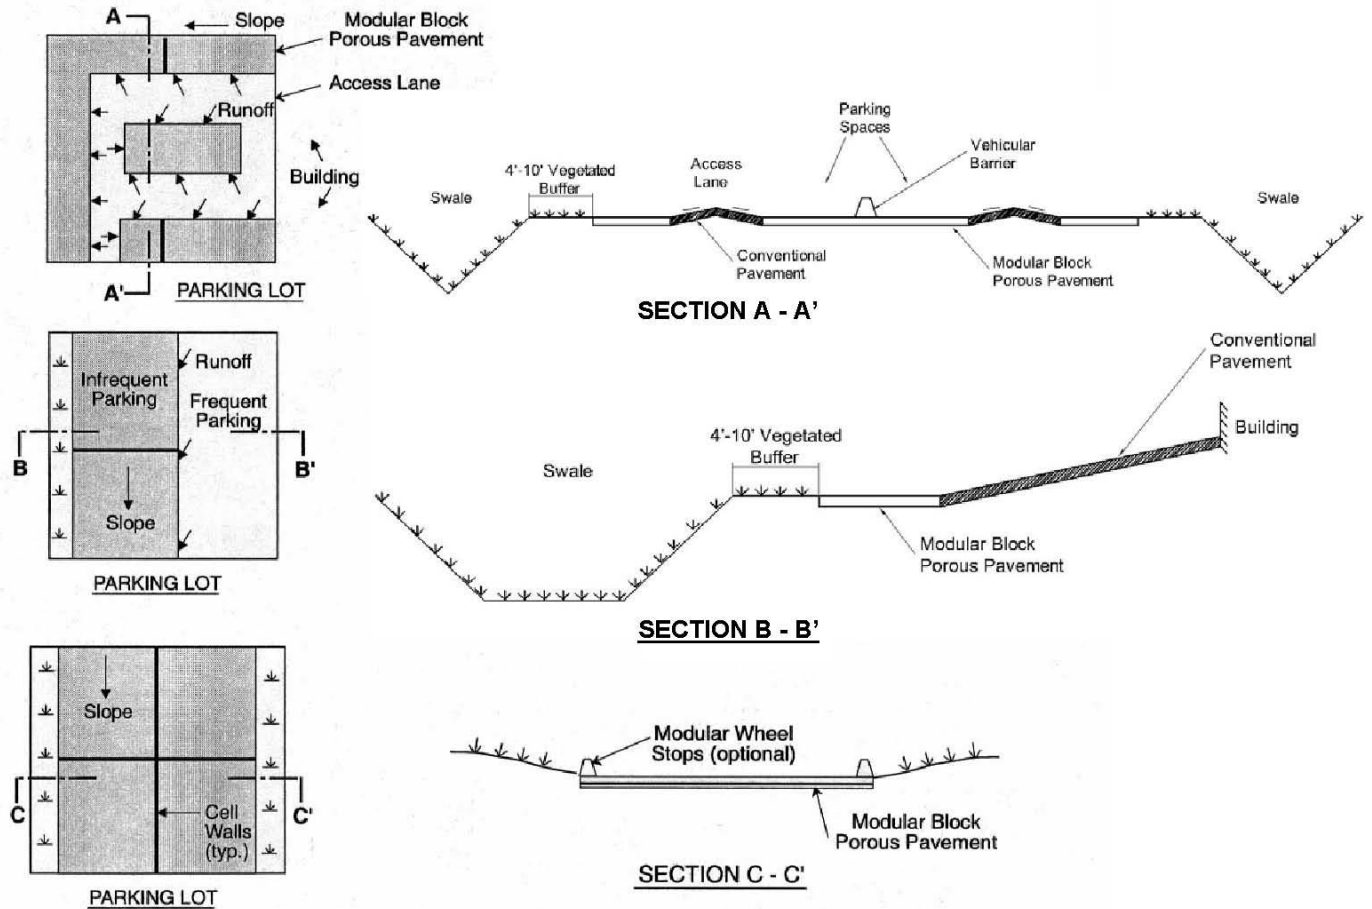 A
Slope
Modular Block
Porous Pavement
Access Lane
Runoff
Building
A'
PARKING LOT
Parking
Spaces
Vehicular
Barrier
Access
Lane
4'-10' Vegetated
Buffer
Swale
Swale
Conventional
Pavement
Modular Block
Porous Pavement
SECTION A - A'
Runoff
Infrequent
Parking
Frequent
Parking
B
B'
Slope
PARKING LOT
Conventional
Pavement
Building
4'-10' Vegetated
Buffer
Swale
Modular Block
Porous Pavement
SECTION B - B'
Slope
C
C'
Cell
Walls
(typ.)
PARKING LOT
Modular Wheel
Stops (optional)
Modular Block
Porous Pavement
SECTION C - C'